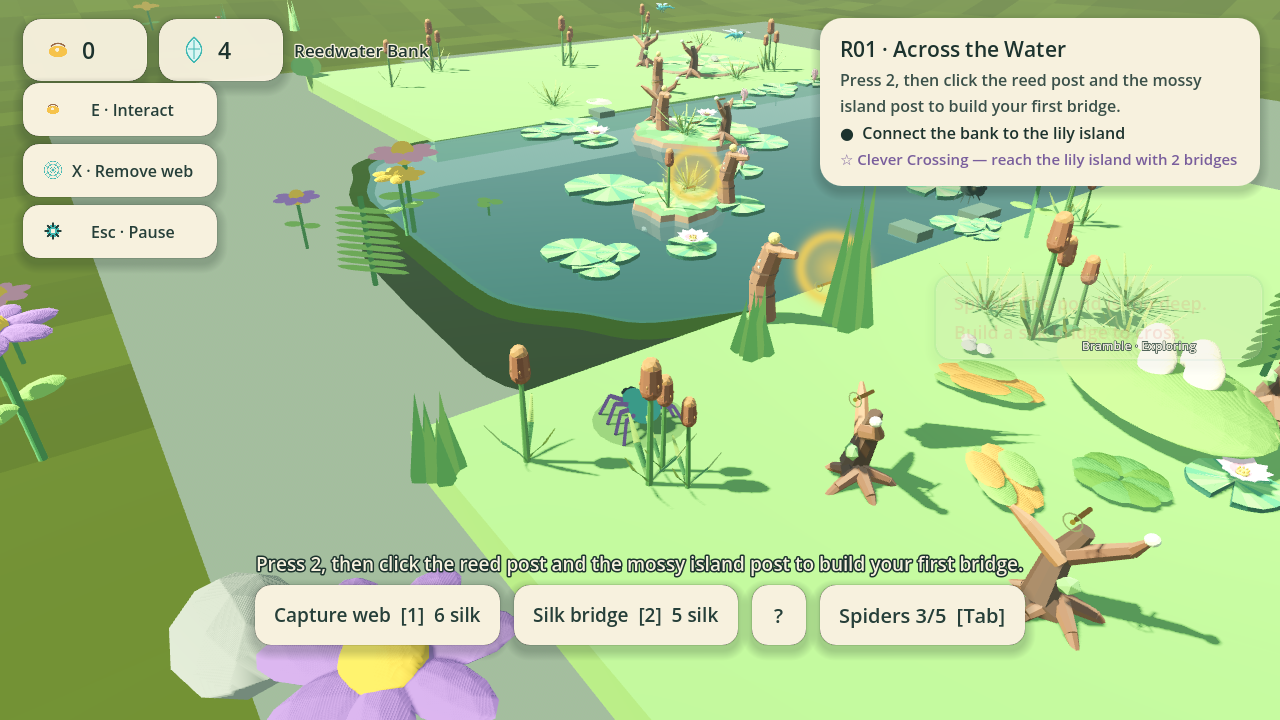 0
4
Reedwater Bank
E · Interact
X · Remove web
Esc · Pause
R01 · Across the Water
Press 2, then click the reed post and the mossy
island post to build your first bridge.
● Connect the bank to the lily island
☆ Clever Crossing — reach the lily island with 2 bridges
Bramble · Exploring
Press 2, then click the reed post and the mossy island post to build your first bridge.
Capture web [1] 6 silk
Silk bridge [2] 5 silk
?
Spiders 3/5 [Tab]